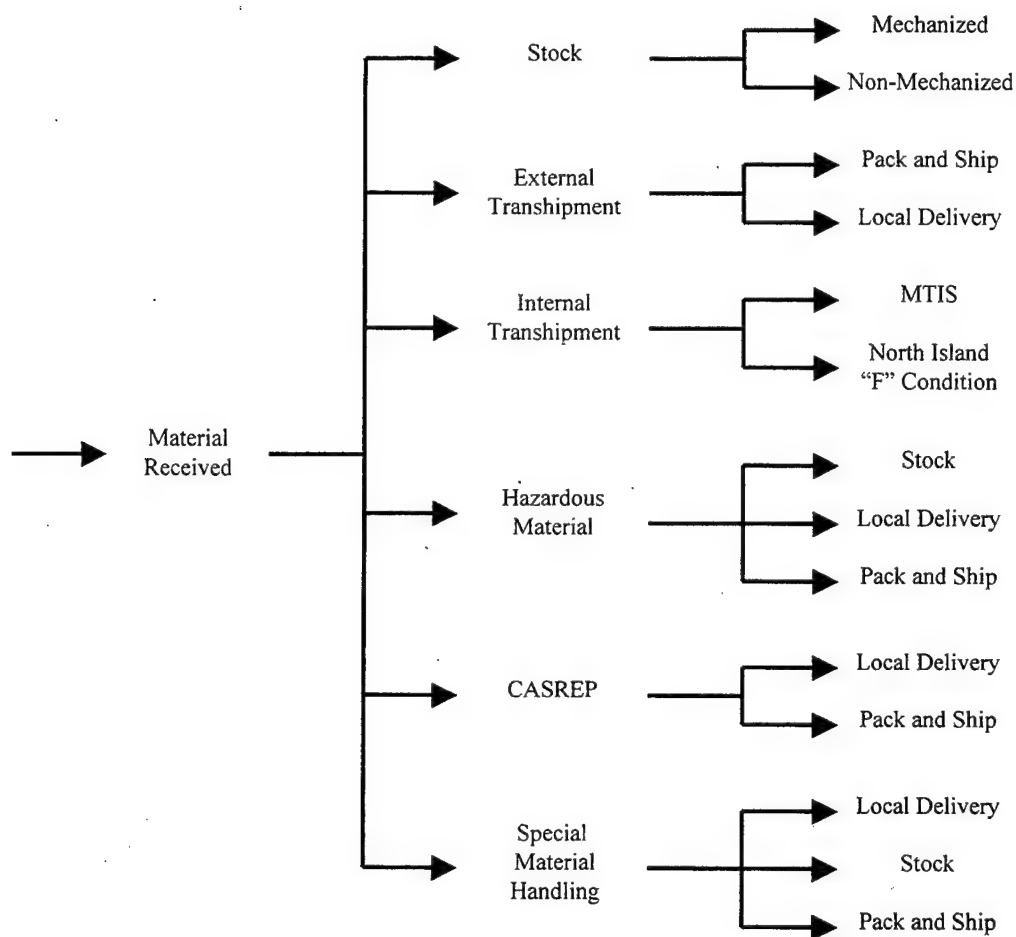 Mechanized
Stock
Non-Mechanized
Pack and Ship
External
Transhipment
Local Delivery
MTIS
Internal
Transhipment
North Island
“F” Condition
Material
Received
Stock
Hazardous
Material
Local Delivery
Pack and Ship
Local Delivery
CASREP
Pack and Ship
Local Delivery
Special
Material
Handling
Stock
Pack and Ship